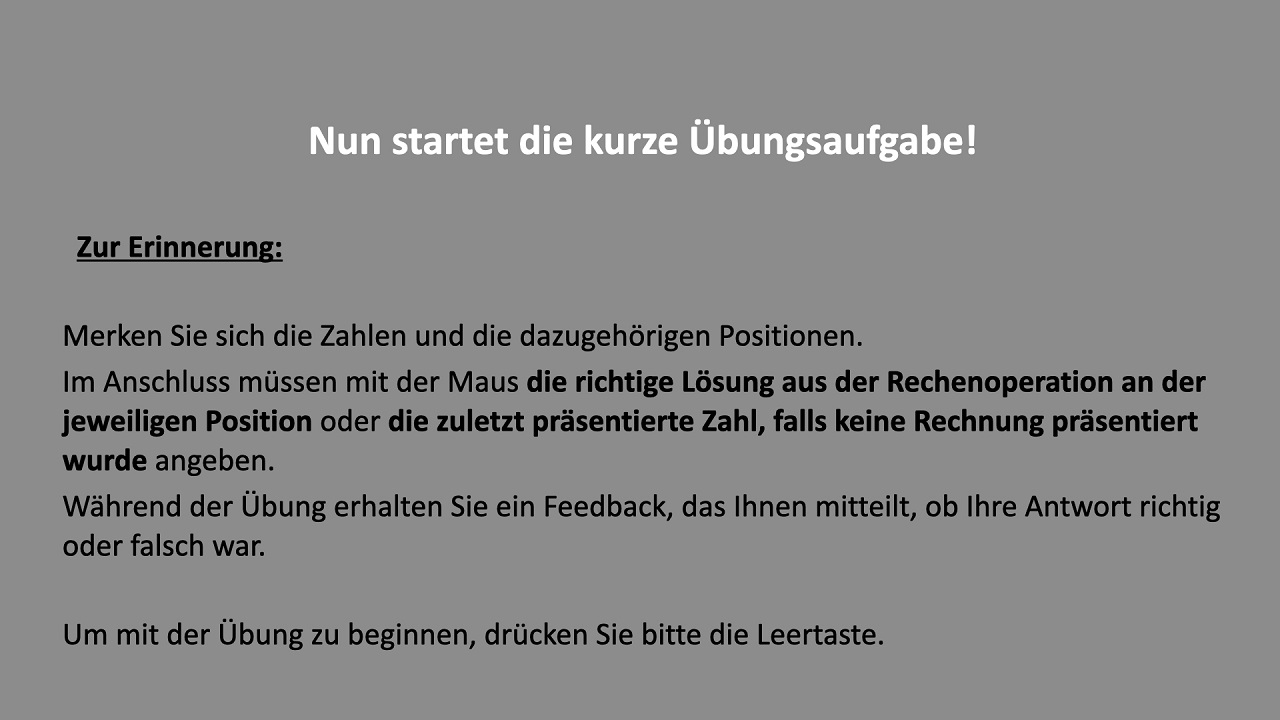 Nun startet die kurze Übungsaufgabe!
Zur Erinnerung:
Merken Sie sich die Zahlen und die dazugehörigen Positionen.
Im Anschluss müssen mit der Maus die richtige Lösung aus der Rechenoperation an der
jeweiligen Position oder die zuletzt präsentierte Zahl, falls keine Rechnung präsentiert
wurde angeben.
Während der Übung erhalten Sie ein Feedback, das Ihnen mitteilt, ob Ihre Antwort richtig
oder falsch war.
Um mit der Übung zu beginnen, drücken Sie bitte die Leertaste.